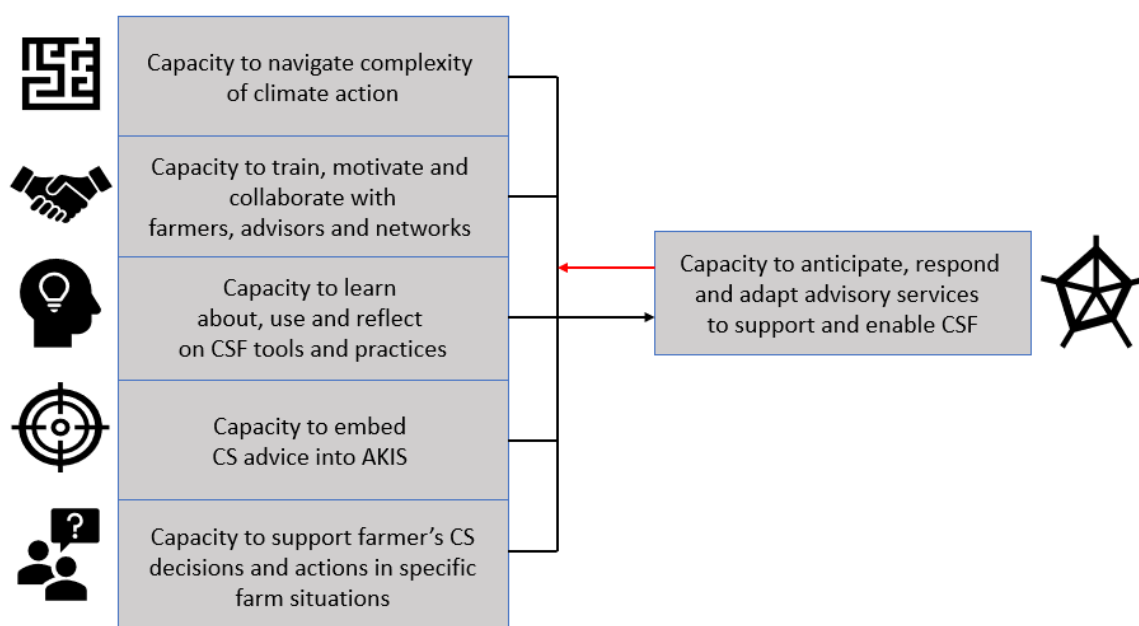 Capacity to navigate complexity
of climate action
Capacity to train, motivate and
collaborate with
farmers, advisors and networks
Capacity to learn
about, use and reflect
on CSF tools and practices
Capacity to embed
CS advice into AKIS
Capacity to support farmer’s CS
decisions and actions in specific
farm situations
Capacity to anticipate, respond
and adapt advisory services
to support and enable CSF
?